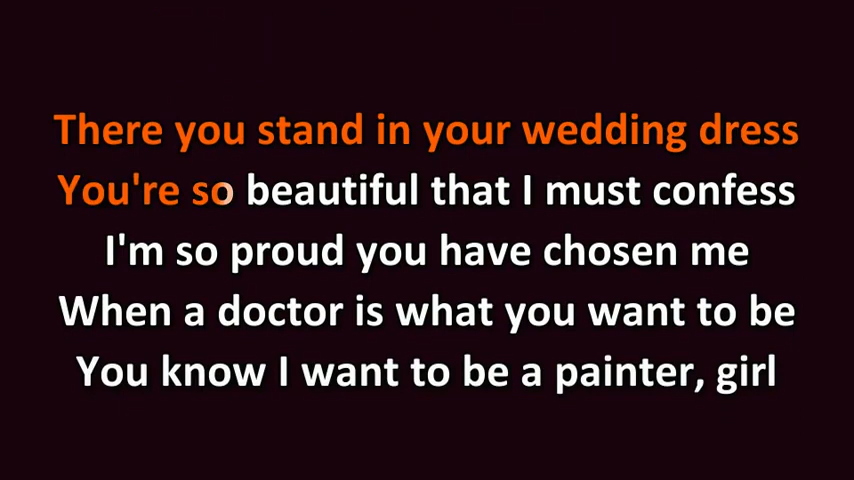 There you stand in your wedding dress
You're so beautiful that I must confess
I'm so proud you have chosen me
When a doctor is what you want to be
You know I want to be a painter, girl